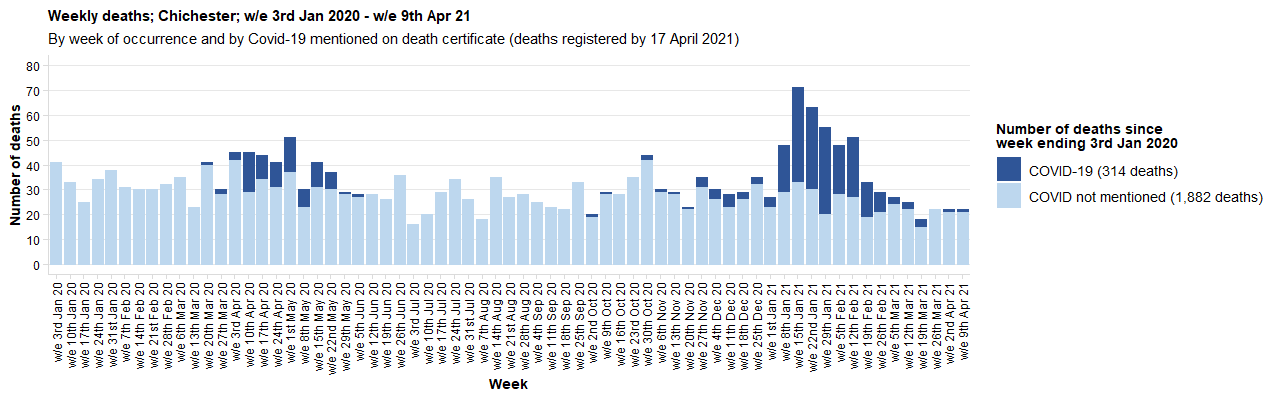 Weekly deaths; Chichester; w/e 3rd Jan 2020 - w/e 9th Apr 21
By week of occurrence and by Covid-19 mentioned on death certificate (deaths registered by 17 April 2021)
Number of deaths
80
70
60
50
40
30
20
10
0
w/e 3rd Jan 20
w/e 10th Jan 20
w/e 17th Jan 20
w/e 24th Jan 20
w/e 31st Jan 20
w/e 7th Feb 20
w/e 14th Feb 20
w/e 21st Feb 20
w/e 28th Feb 20
w/e 6th Mar 20
w/e 13th Mar 20
w/e 20th Mar 20
w/e 27th Mar 20
w/e 3rd Apr 20
w/e 10th Apr 20
w/e 17th Apr 20
w/e 24th Apr 20
w/e 1st May 20
w/e 8th May 20
w/e 15th May 20
w/e 22nd May 20
w/e 29th May 20
w/e 5th Jun 20
w/e 12th Jun 20
w/e 19th Jun 20
w/e 26th Jun 20
w/e 3rd Jul 20
w/e 10th Jul 20
w/e 17th Jul 20
w/e 24th Jul 20
w/e 31st Jul 20
w/e 7th Aug 20
w/e 14th Aug 20
w/e 21st Aug 20
w/e 28th Aug 20
w/e 4th Sep 20
w/e 11th Sep 20
w/e 18th Sep 20
w/e 25th Sep 20
w/e 2nd Oct 20
w/e 9th Oct 20
w/e 16th Oct 20
w/e 23rd Oct 20
w/e 30th Oct 20
w/e 6th Nov 20
w/e 13th Nov 20
w/e 20th Nov 20
w/e 27th Nov 20
w/e 4th Dec 20
w/e 11th Dec 20
w/e 18th Dec 20
w/e 25th Dec 20
w/e 1st Jan 21
w/e 8th Jan 21
w/e 15th Jan 21
w/e 22nd Jan 21
w/e 29th Jan 21
w/e 5th Feb 21
w/e 12th Feb 21
w/e 19th Feb 21
w/e 26th Feb 21
w/e 5th Mar 21
w/e 12th Mar 21
w/e 19th Mar 21
w/e 26th Mar 21
w/e 2nd Apr 21
w/e 9th Apr 21
Week
Number of deaths since
week ending 3rd Jan 2020
COVID-19 (314 deaths)
COVID not mentioned (1,882 deaths)